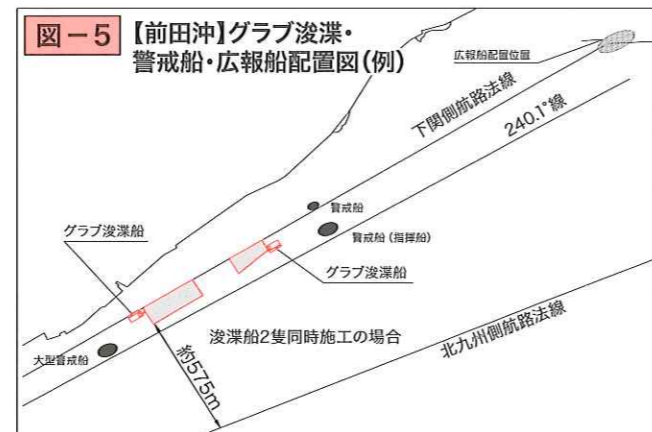 図－5
【前田沖】グラブ浚渫・
警戒船・広報船配置図(例)
広報船配置位置
下関側航路法線
240.1°線
警戒船
グラブ浚渫船
警戒船(指揮船)
グラブ浚渫船
浚渫船2隻同時施工の場合
大型警戒船
約575m
北九州側航路法線